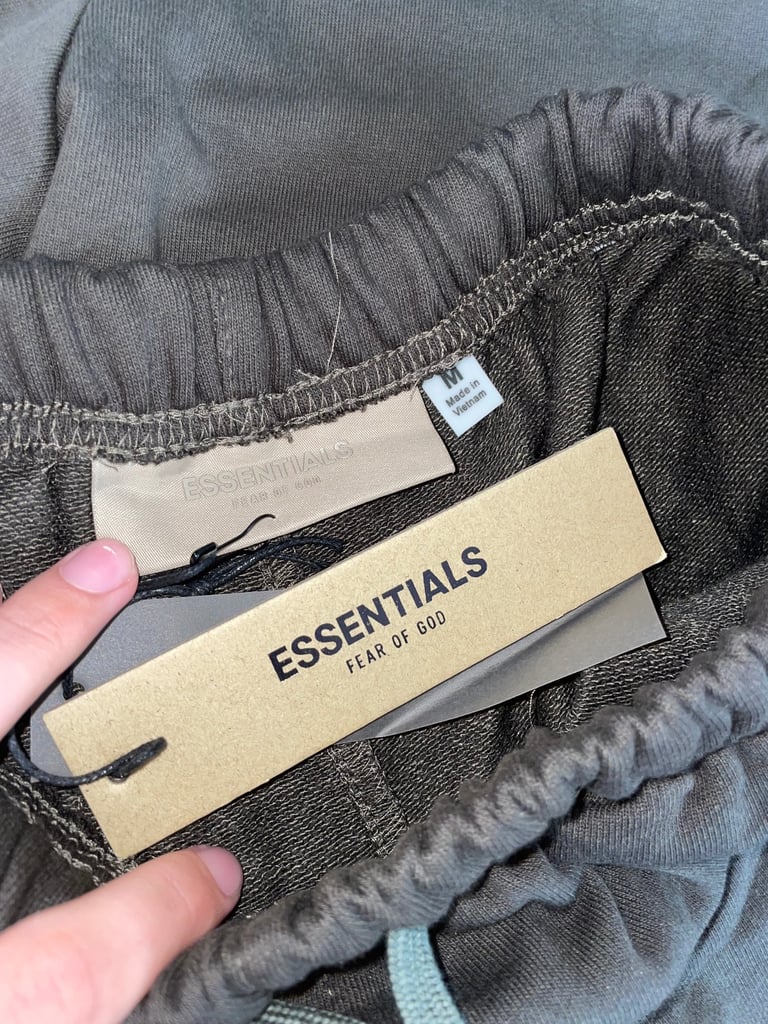 M
Made in
Vietnam
ESSENTIALS
FEAR OF GOD
ESSENTIALS
FEAR OF GOD